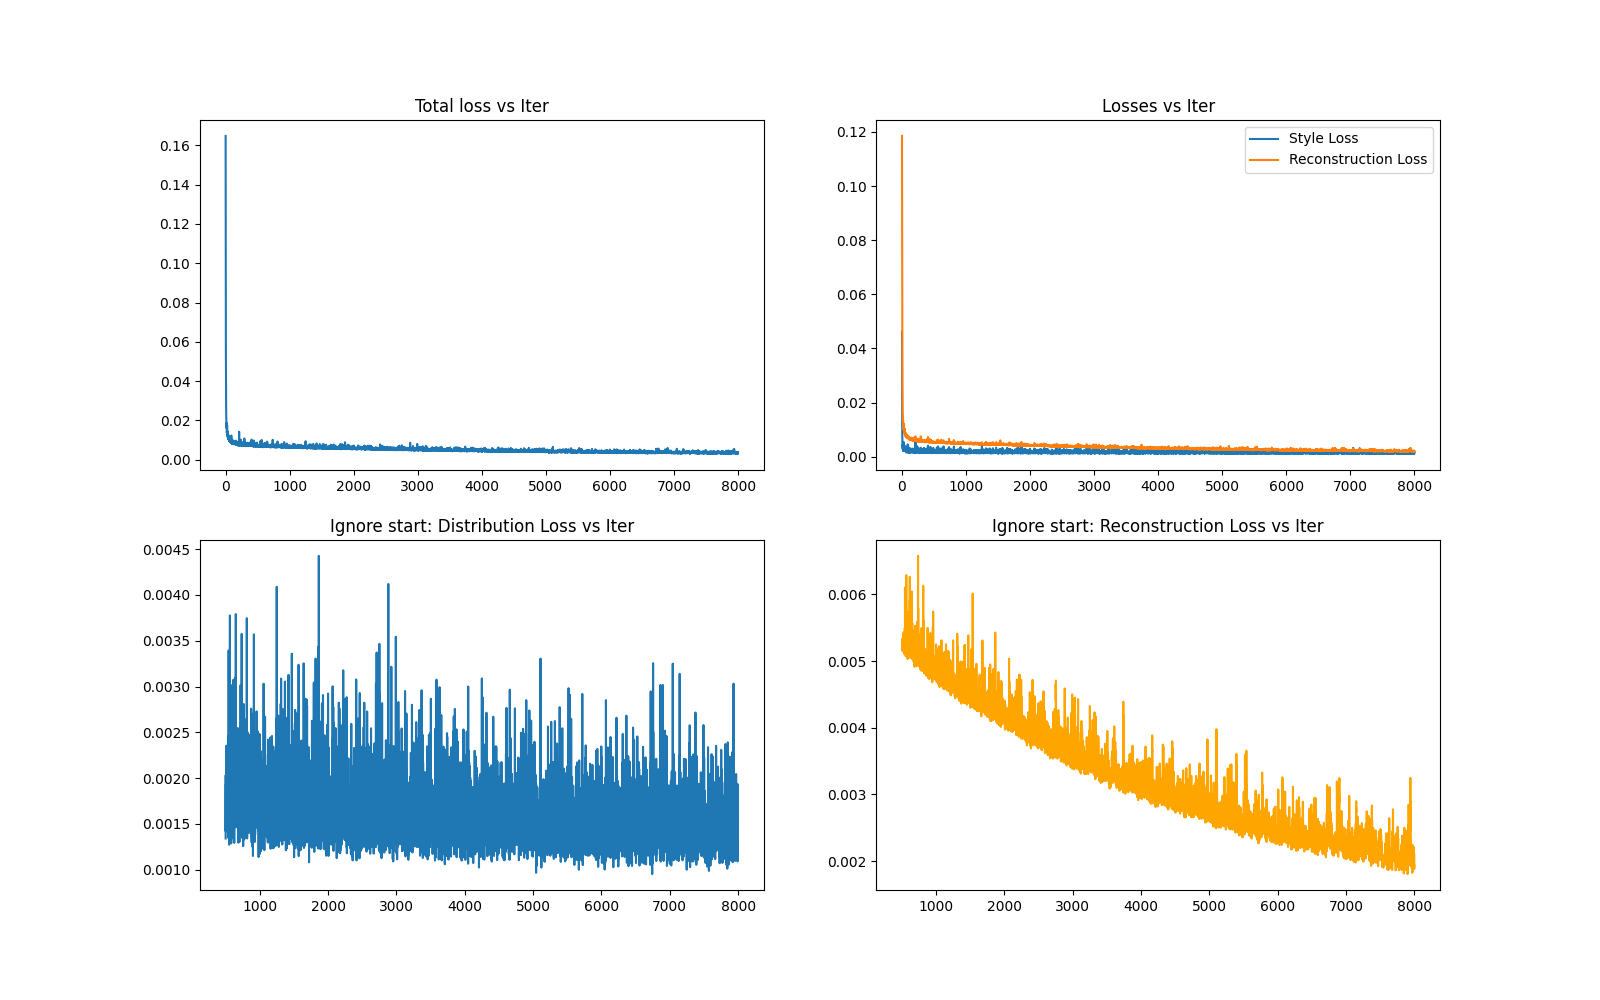 Total loss vs Iter
0.16
0.14
0.12
0.10
0.08
0.06
0.04
0.02
0.00
0 1000 2000 3000 4000 5000 6000 7000 8000
Losses vs Iter
Style Loss
Reconstruction Loss
0.12
0.10
0.08
0.06
0.04
0.02
0.00
0 1000 2000 3000 4000 5000 6000 7000 8000
Ignore start: Distribution Loss vs Iter
0.0045
0.0040
0.0035
0.0030
0.0025
0.0020
0.0015
0.0010
1000 2000 3000 4000 5000 6000 7000 8000
Ignore start: Reconstruction Loss vs Iter
0.006
0.005
0.004
0.003
0.002
1000 2000 3000 4000 5000 6000 7000 8000